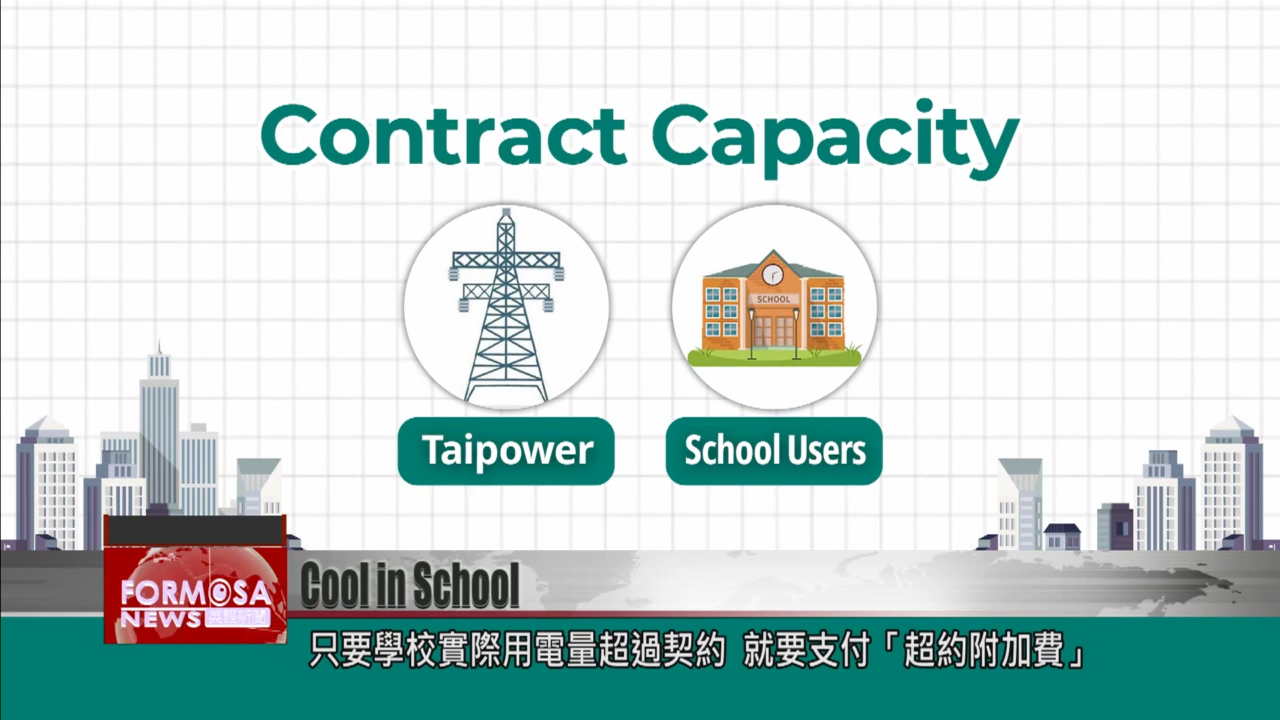 Contract Capacity
SCHOOL
Taipower
School Users
Cool in School
FORMOSA
NEWS
只要學校實際用電量超過契約 就要支付「超約附加費」